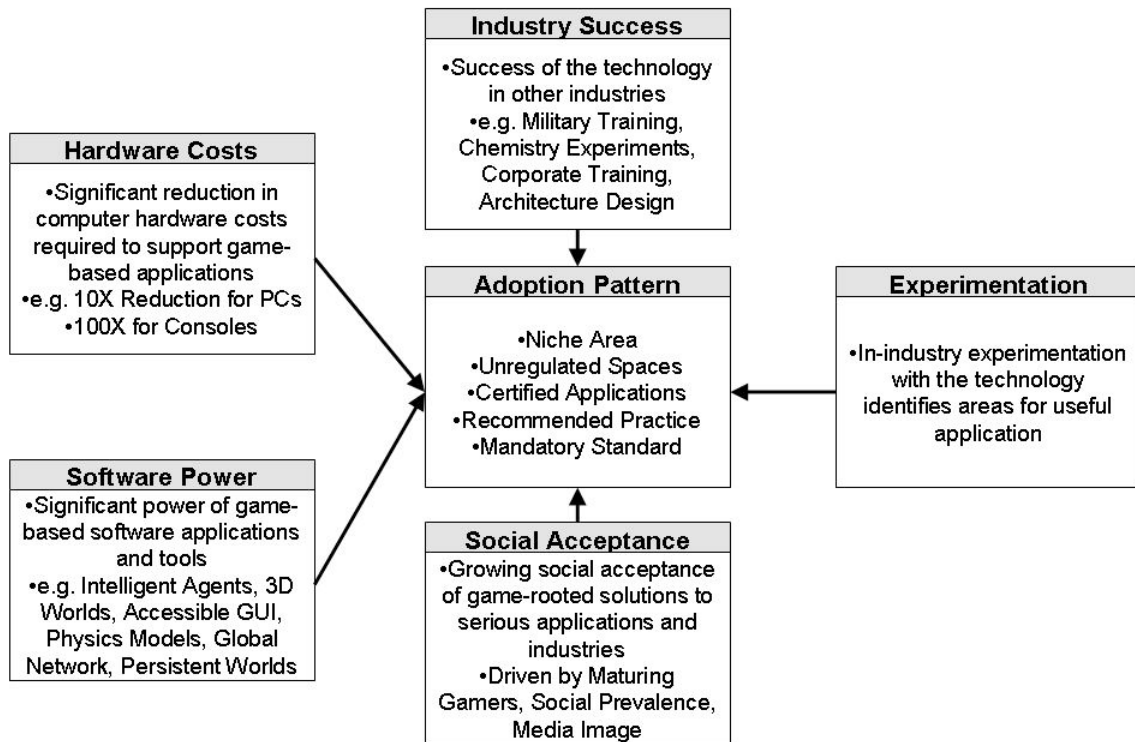 Industry Success
•Success of the technology
in other industries
•e.g. Military Training,
Chemistry Experiments,
Corporate Training,
Architecture Design
Hardware Costs
•Significant reduction in
computer hardware costs
required to support game-
based applications
•e.g. 10X Reduction for PCs
•100X for Consoles
Adoption Pattern
•Niche Area
•Unregulated Spaces
•Certified Applications
•Recommended Practice
•Mandatory Standard
Experimentation
•In-industry experimentation
with the technology
identifies areas for useful
application
Software Power
•Significant power of game-
based software applications
and tools
•e.g. Intelligent Agents, 3D
Worlds, Accessible GUI,
Physics Models, Global
Network, Persistent Worlds
Social Acceptance
•Growing social acceptance
of game-rooted solutions to
serious applications and
industries
•Driven by Maturing
Gamers, Social Prevalence,
Media Image